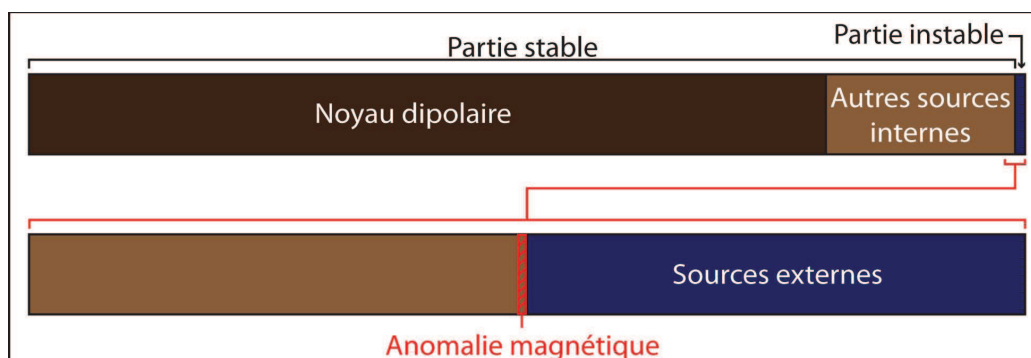 Partie stable
Partie instable
Noyau dipolaire
Autres sources
internes
Sources externes
Anomalie magnétique